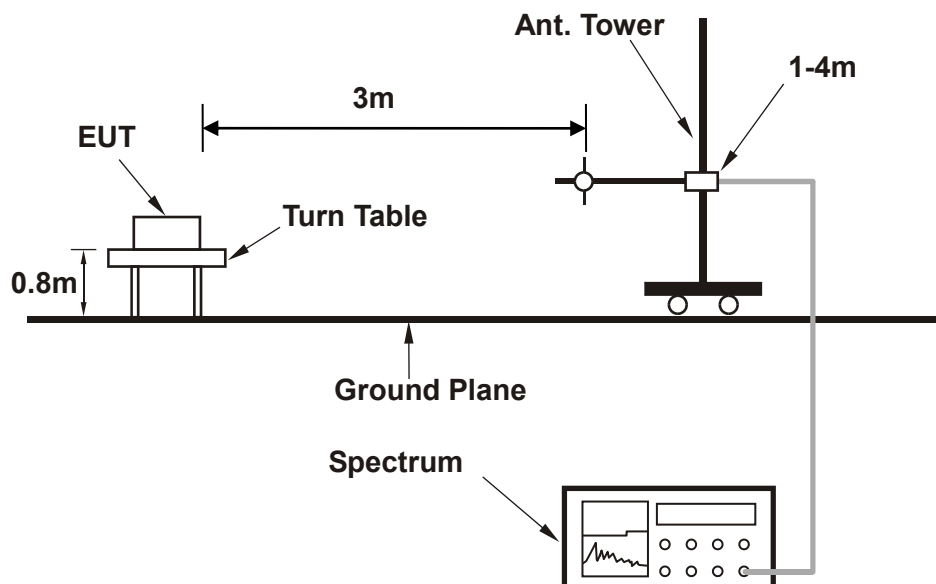 Ant. Tower
1-4m
3m
EUT
Turn Table
0.8m
Ground Plane
Spectrum